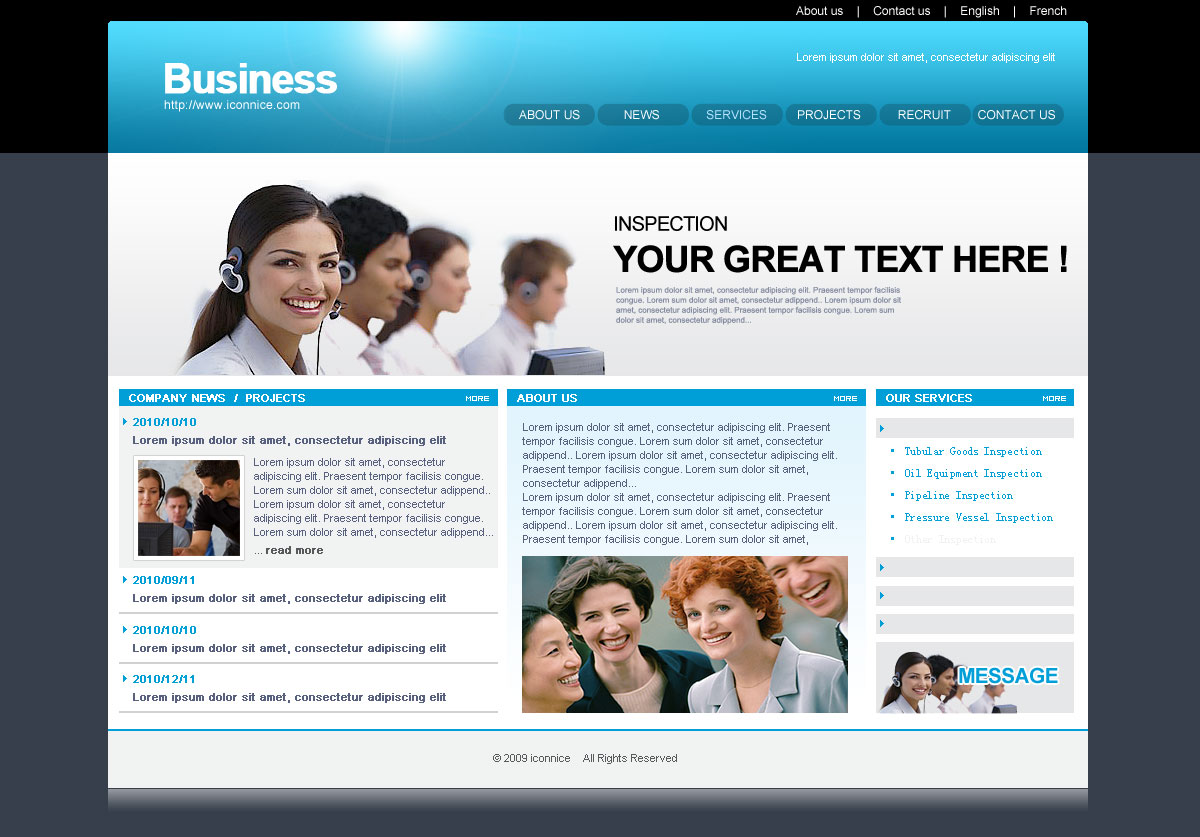 About us | Contact us | English | French
Lorem ipsum dolor sit amet, consectetur adipiscing elit
Business
http://www.iconnice.com
ABOUT US NEWS SERVICES PROJECTS RECRUIT CONTACT US
INSPECTION
YOUR GREAT TEXT HERE !
Lorem ipsum dolor sit amet, consectetur adipiscing elit. Praesent tempor facilisis
congue. Lorem sum dolor sit amet, consectetur adippend.. Lorem ipsum dolor sit
amet, consectetur adipiscing elit. Praesent tempor facilisis congue. Lorem sum
dolor sit amet, consectetur adippend...
COMPANY NEWS / PROJECTS MORE
2010/10/10
Lorem ipsum dolor sit amet, consectetur adipiscing elit
Lorem ipsum dolor sit amet, consectetur
adipiscing elit. Praesent tempor facilisis congue.
Lorem sum dolor sit amet, consectetur adippend..
Lorem ipsum dolor sit amet, consectetur
adipiscing elit. Praesent tempor facilisis congue.
Lorem sum dolor sit amet, consectetur adippend...
... read more
2010/09/11
Lorem ipsum dolor sit amet, consectetur adipiscing elit
2010/10/10
Lorem ipsum dolor sit amet, consectetur adipiscing elit
2010/12/11
Lorem ipsum dolor sit amet, consectetur adipiscing elit
ABOUT US MORE
Lorem ipsum dolor sit amet, consectetur adipiscing elit. Praesent
tempor facilisis congue. Lorem sum dolor sit amet, consectetur
adippend.. Lorem ipsum dolor sit amet, consectetur adipiscing elit.
Praesent tempor facilisis congue. Lorem sum dolor sit amet,
consectetur adippend...
Lorem ipsum dolor sit amet, consectetur adipiscing elit. Praesent
tempor facilisis congue. Lorem sum dolor sit amet, consectetur
adippend.. Lorem ipsum dolor sit amet, consectetur adipiscing elit.
Praesent tempor facilisis congue. Lorem sum dolor sit amet,
OUR SERVICES MORE
Tubular Goods Inspection
Oil Equipment Inspection
Pipeline Inspection
Pressure Vessel Inspection
Other Inspection
MESSAGE
© 2009 iconnice All Rights Reserved